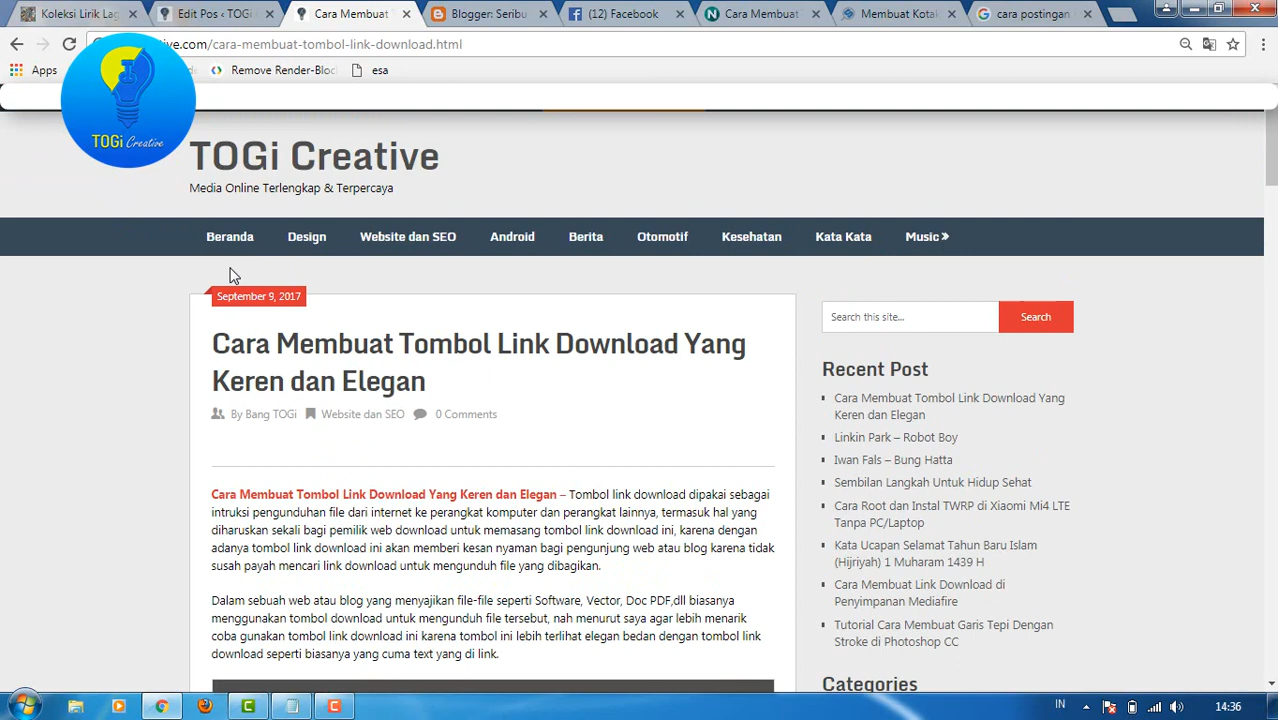 Koleksi Lirik Lag
Edit Pos ‹ TOGi
Cara Membuat
Blogger: Seribu
(12) Facebook
Cara Membuat
Membuat Kotak
cara postingan
ve.com/cara-membuat-tombol-link-download.html
Apps
Remove Render-Bloc
esa
TOGi Creative
TOGi Creative
Media Online Terlengkap & Terpercaya
Beranda
Design
Website dan SEO
Android
Berita
Otomotif
Kesehatan
Kata Kata
Music »
September 9, 2017
Cara Membuat Tombol Link Download Yang
Keren dan Elegan
By Bang TOGi
Website dan SEO
0 Comments
Cara Membuat Tombol Link Download Yang Keren dan Elegan – Tombol link download dipakai sebagai
intruksi pengunduhan file dari internet ke perangkat komputer dan perangkat lainnya, termasuk hal yang
diharuskan sekali bagi pemilik web download untuk memasang tombol link download ini, karena dengan
adanya tombol link download ini akan memberi kesan nyaman bagi pengunjung web atau blog karena tidak
susah payah mencari link download untuk mengunduh file yang dibagikan.
Dalam sebuah web atau blog yang menyajikan file-file seperti Software, Vector, Doc PDF,dll biasanya
menggunakan tombol download untuk mengunduh file tersebut, nah menurut saya agar lebih menarik
coba gunakan tombol link download ini karena tombol ini lebih terlihat elegan bedan dengan tombol link
download seperti biasanya yang cuma text yang di link.
Search this site...
Search
Recent Post
Cara Membuat Tombol Link Download Yang
Keren dan Elegan
Linkin Park – Robot Boy
Iwan Fals – Bung Hatta
Sembilan Langkah Untuk Hidup Sehat
Cara Root dan Instal TWRP di Xiaomi Mi4 LTE
Tanpa PC/Laptop
Kata Ucapan Selamat Tahun Baru Islam
(Hijriyah) 1 Muharam 1439 H
Cara Membuat Link Download di
Penyimpanan Mediafire
Tutorial Cara Membuat Garis Tepi Dengan
Stroke di Photoshop CC
Categories
IN
14:36